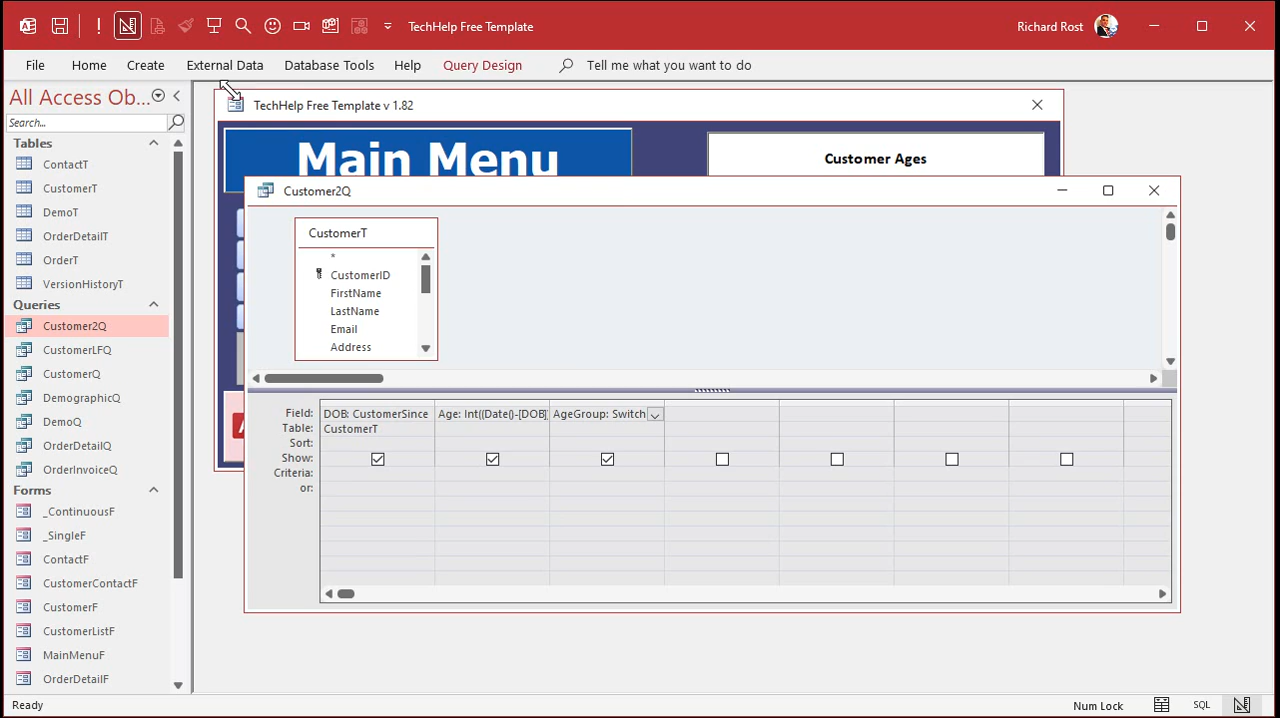 TechHelp Free Template
Richard Rost
File Home Create External Data Database Tools Help Query Design Tell me what you want to do
All Access Ob...
Search...
Tables
ContactT
CustomerT
DemoT
OrderDetailT
OrderT
VersionHistoryT
Queries
Customer2Q
CustomerLFQ
CustomerQ
DemographicQ
DemoQ
OrderDetailQ
OrderInvoiceQ
Forms
_ContinuousF
_SingleF
ContactF
CustomerContactF
CustomerF
CustomerListF
MainMenuF
OrderDetailF
TechHelp Free Template v 1.82
Main Menu
Customer Ages
Customer2Q
CustomerT
*
CustomerID
FirstName
LastName
Email
Address
Field: DOB: CustomerSince Age: Int((Date()-[DOB] AgeGroup: Switch
Table: CustomerT
Sort:
Show:
Criteria:
or:
Ready
Num Lock
SQL